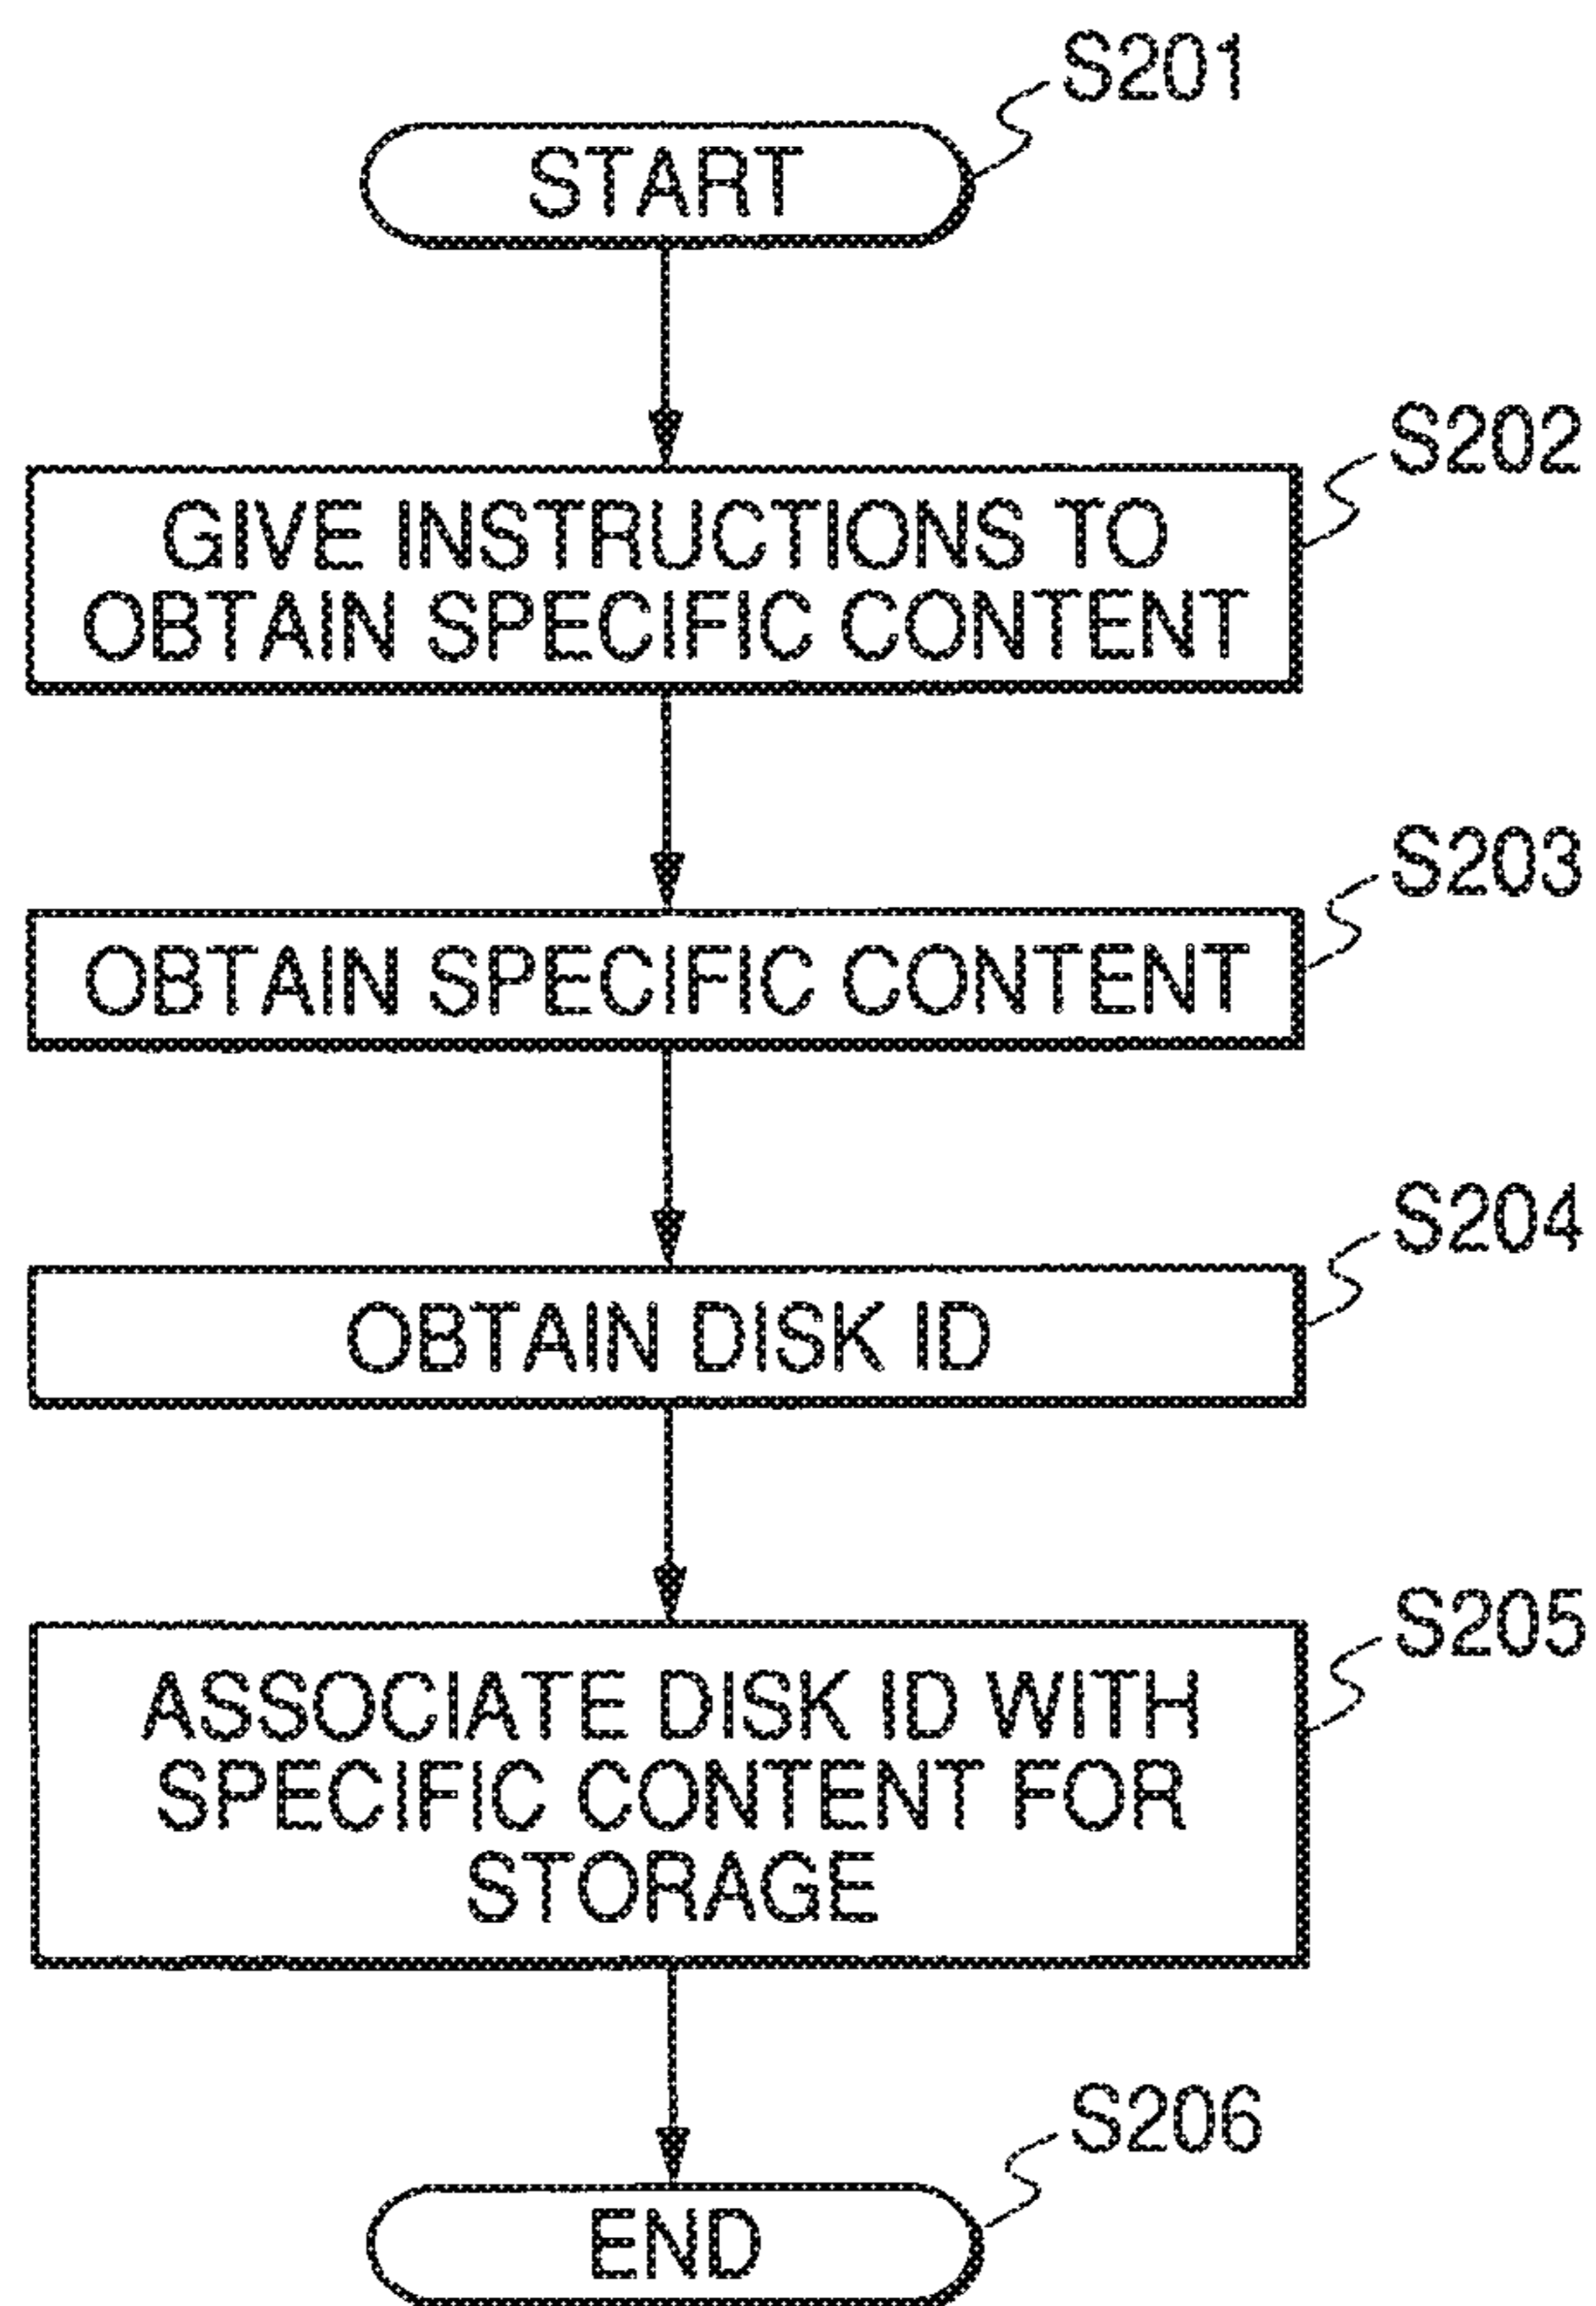 S201
START
S202
GIVE INSTRUCTIONS TO
OBTAIN SPECIFIC CONTENT
S203
OBTAIN SPECIFIC CONTENT
S204
OBTAIN DISK ID
S205
ASSOCIATE DISK ID WITH
SPECIFIC CONTENT FOR
STORAGE
S206
END